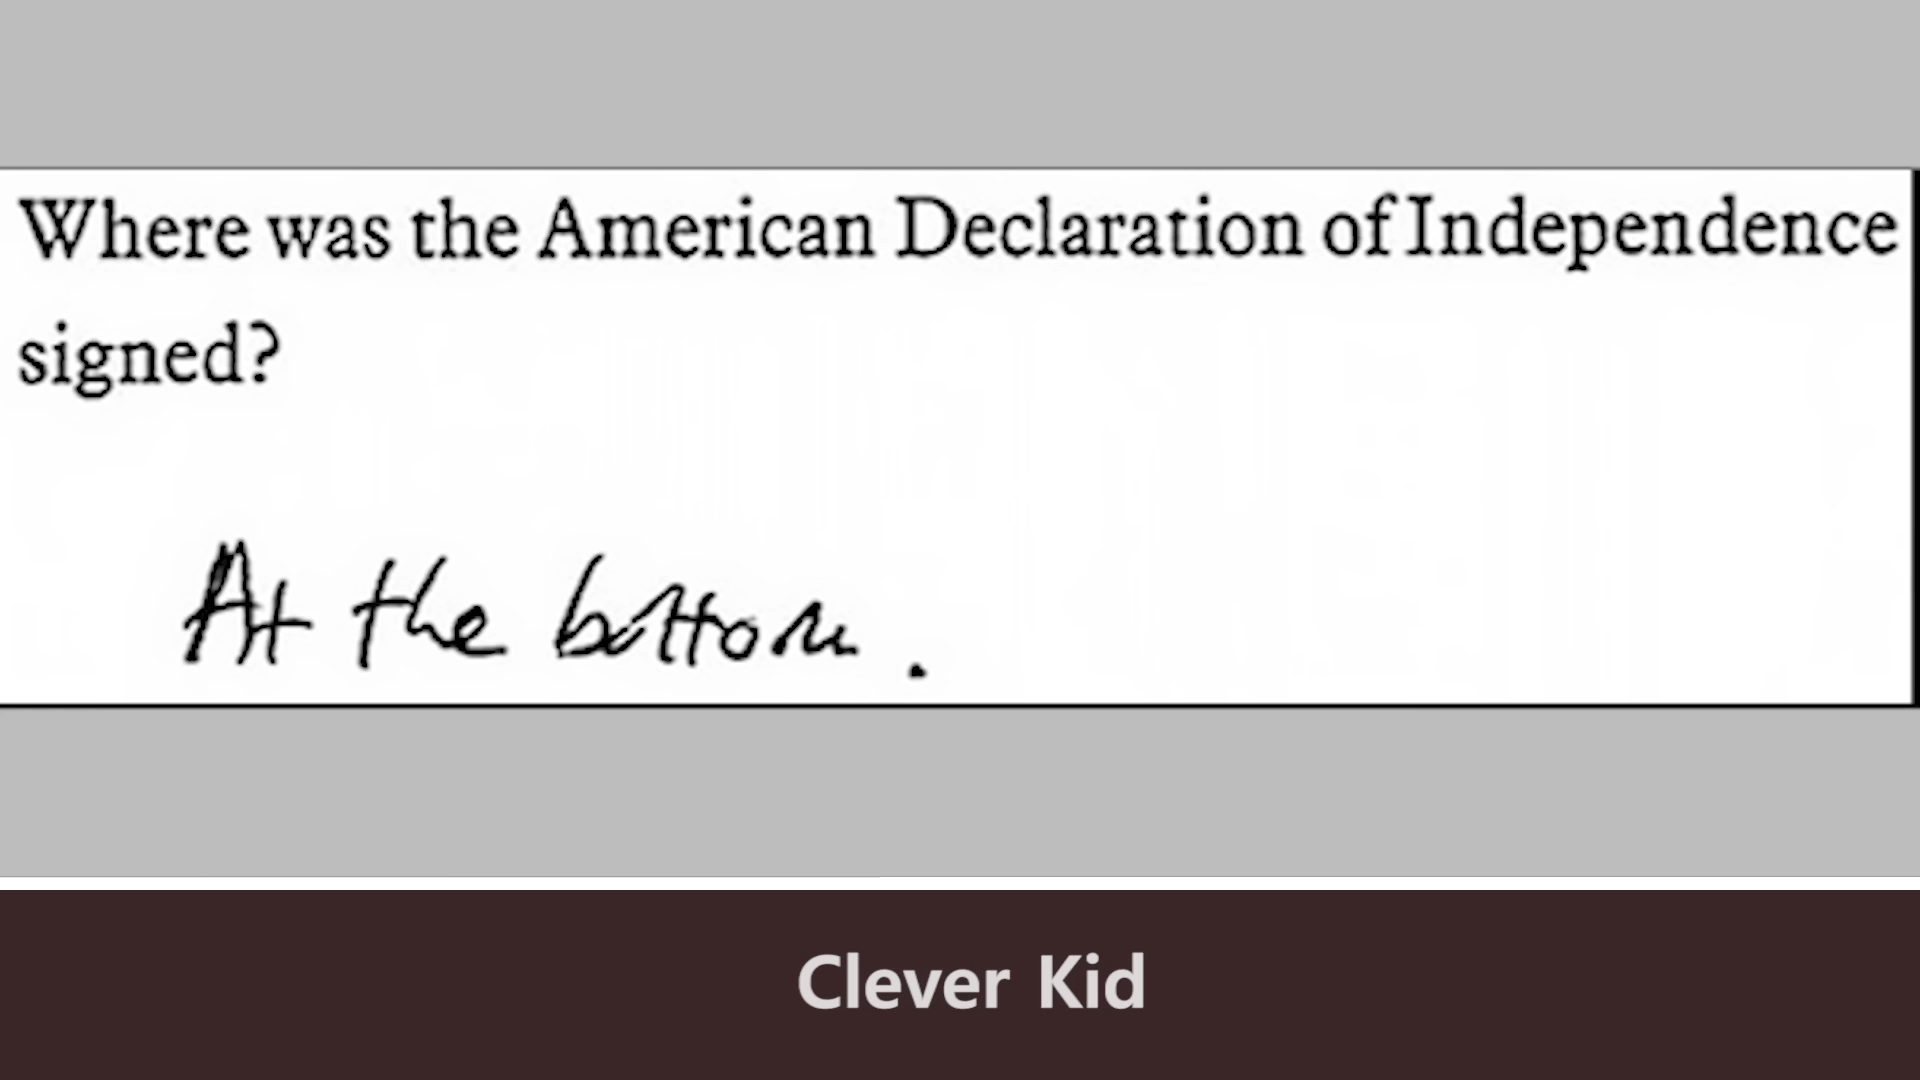 Where was the American Declaration of Independence
signed?
At the bottom.
Clever Kid